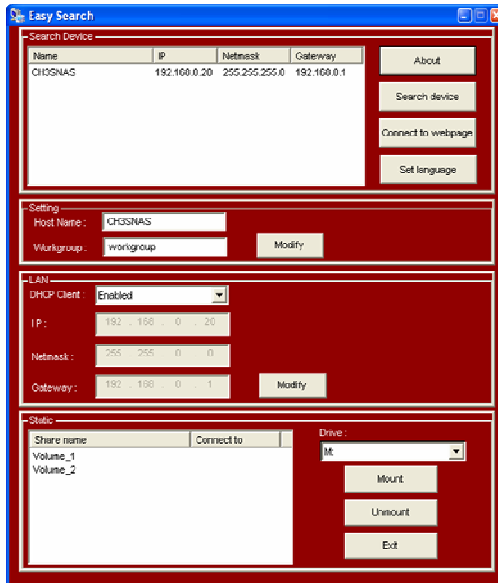 Easy Search
Search Device
Name IP Netmask Gateway
CH3SNAS 192.168.0.20 255.255.255.0 192.168.0.1
About
Search device
Connect to webpage
Set language
Setting
Host Name : CH3SNAS
Workgroup : workgroup
Modify
LAN
DHCP Client : Enabled
IP : 192 . 168 . 0 . 20
Netmask : 255 . 255 . 0 . 0
Gateway : 192 . 168 . 0 . 1
Modify
Static
Share name Connect to
Volume_1
Volume_2
Drive :
M:
Mount
Unmount
Exit